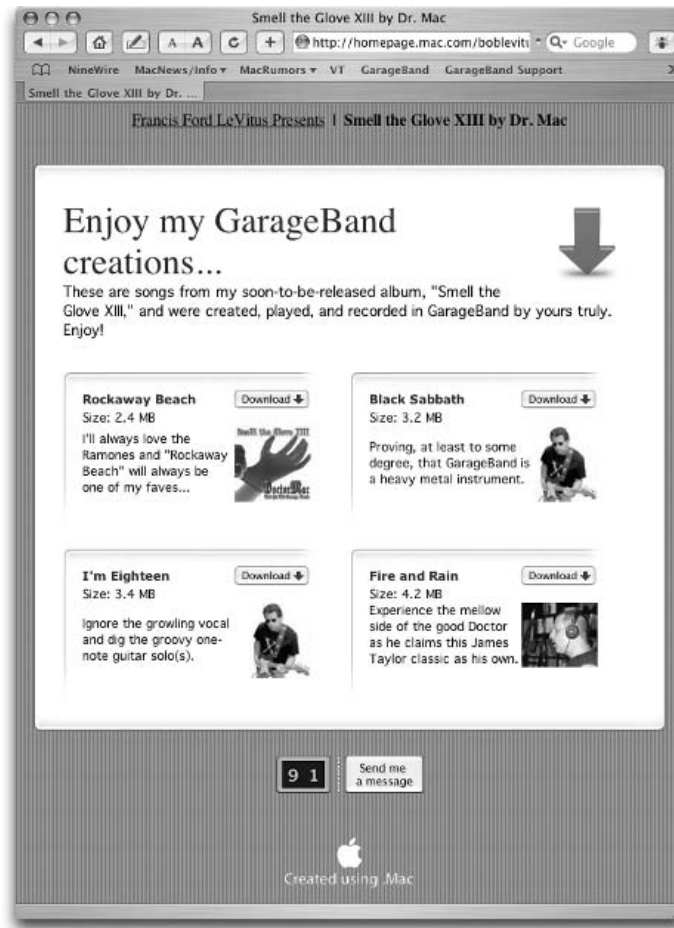 Smell the Glove XIII by Dr. Mac
A A C + http://homepage.mac.com/boblevitu Google
NineWire MacNews/Info MacRumors VT GarageBand GarageBand Support
Smell the Glove XIII by Dr. ...
Francis Ford LeVitus Presents | Smell the Glove XIII by Dr. Mac
Enjoy my GarageBand
creations...
These are songs from my soon-to-be-released album, "Smell the
Glove XIII," and were created, played, and recorded in GarageBand by yours truly.
Enjoy!
Rockaway Beach Download
Size: 2.4 MB
I'll always love the
Ramones and "Rockaway
Beach" will always be
one of my faves...
Smell the Glove XIII
DoctorMac
Black Sabbath Download
Size: 3.2 MB
Proving, at least to some
degree, that GarageBand is
a heavy metal instrument.
I'm Eighteen Download
Size: 3.4 MB
Ignore the growling vocal
and dig the groovy one-
note guitar solo(s).
Fire and Rain Download
Size: 4.2 MB
Experience the mellow
side of the good Doctor
as he claims this James
Taylor classic as his own.
9 1
Send me
a message
Created using .Mac